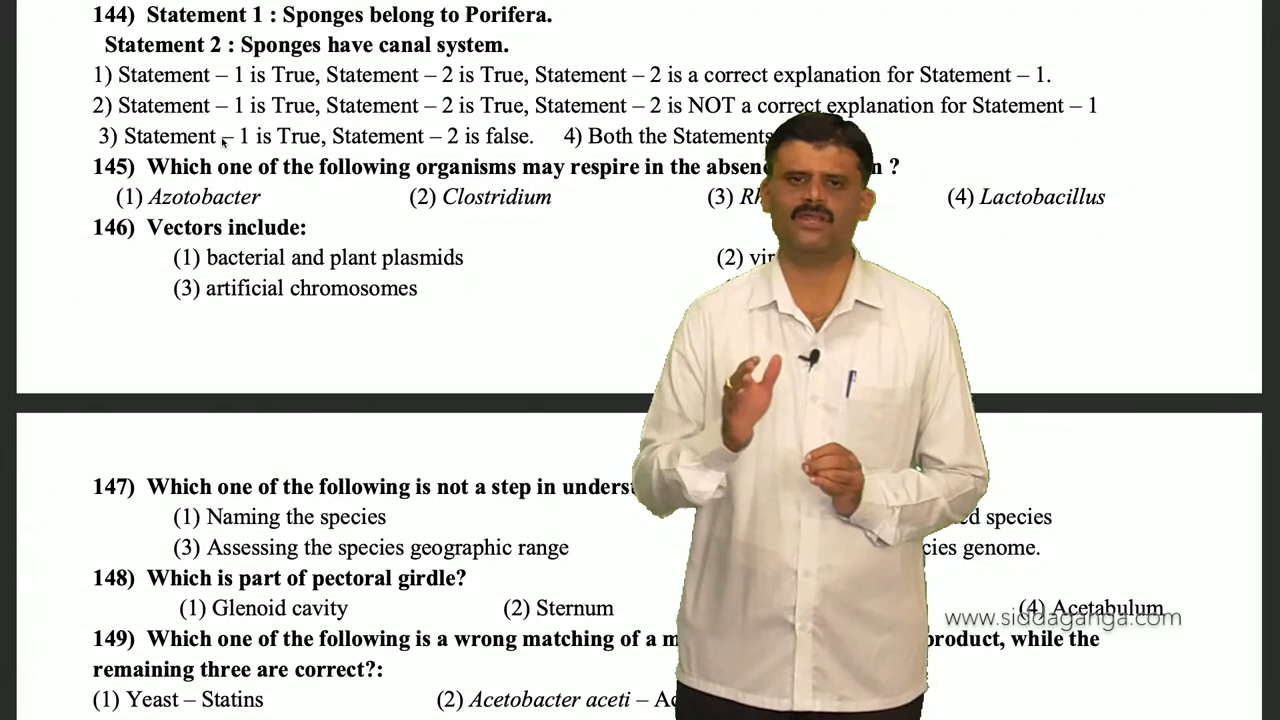 144) Statement 1 : Sponges belong to Porifera.
Statement 2 : Sponges have canal system.
1) Statement – 1 is True, Statement – 2 is True, Statement – 2 is a correct explanation for Statement – 1.
2) Statement – 1 is True, Statement – 2 is True, Statement – 2 is NOT a correct explanation for Statement – 1
3) Statement – 1 is True, Statement – 2 is false. 4) Both the Statements
145) Which one of the following organisms may respire in the ?
(1) Azotobacter (2) Clostridium (3) (4) Lactobacillus
146) Vectors include:
(1) bacterial and plant plasmids (2)
(3) artificial chromosomes
147) Which one of the following is not a step in
(1) Naming the species species
(3) Assessing the species geographic range genome.
148) Which is part of pectoral girdle?
(1) Glenoid cavity (2) Sternum (4) Acetabulum
www.siddaganga.com
149) Which one of the following is a wrong matching of a product, while the
remaining three are correct?:
(1) Yeast – Statins (2) Acetobacter aceti –